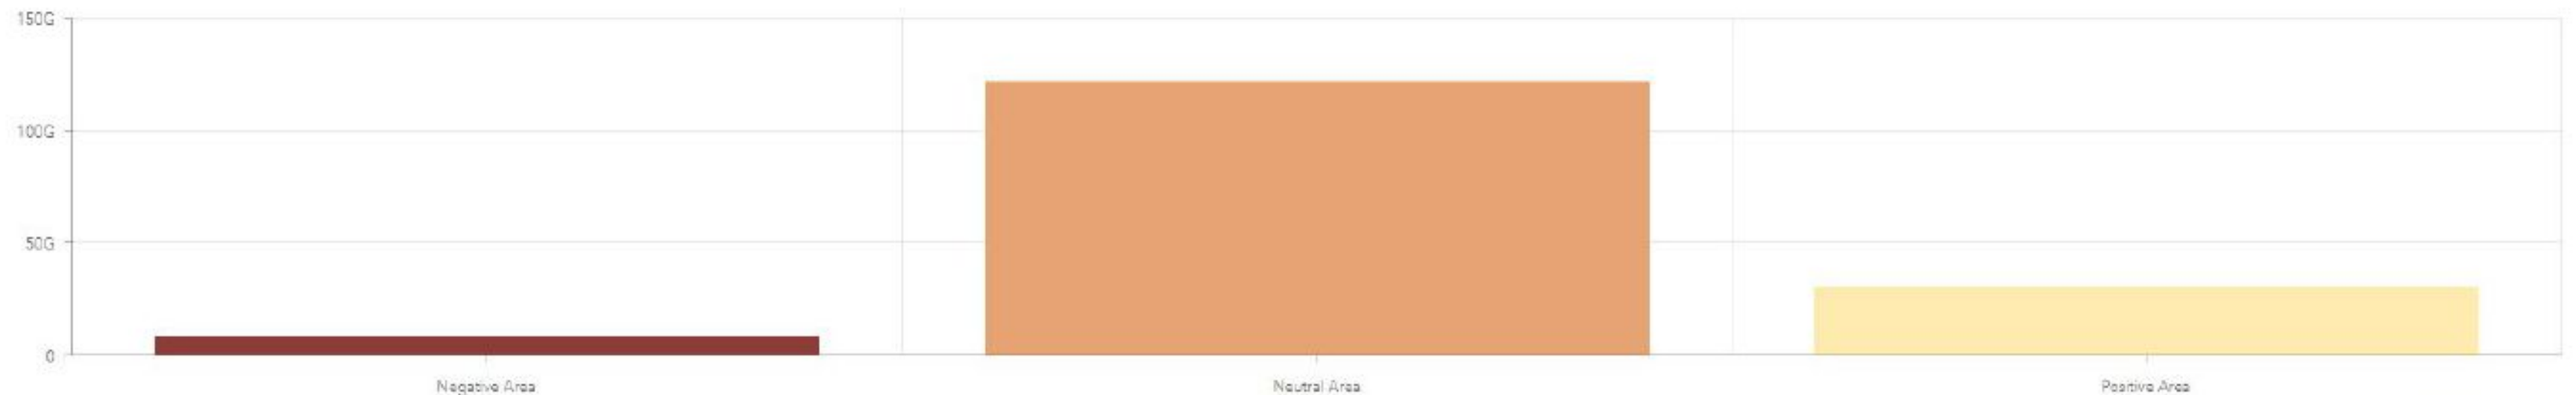 150G
100G
50G
0
Negative Area
Neutral Area
Positive Area